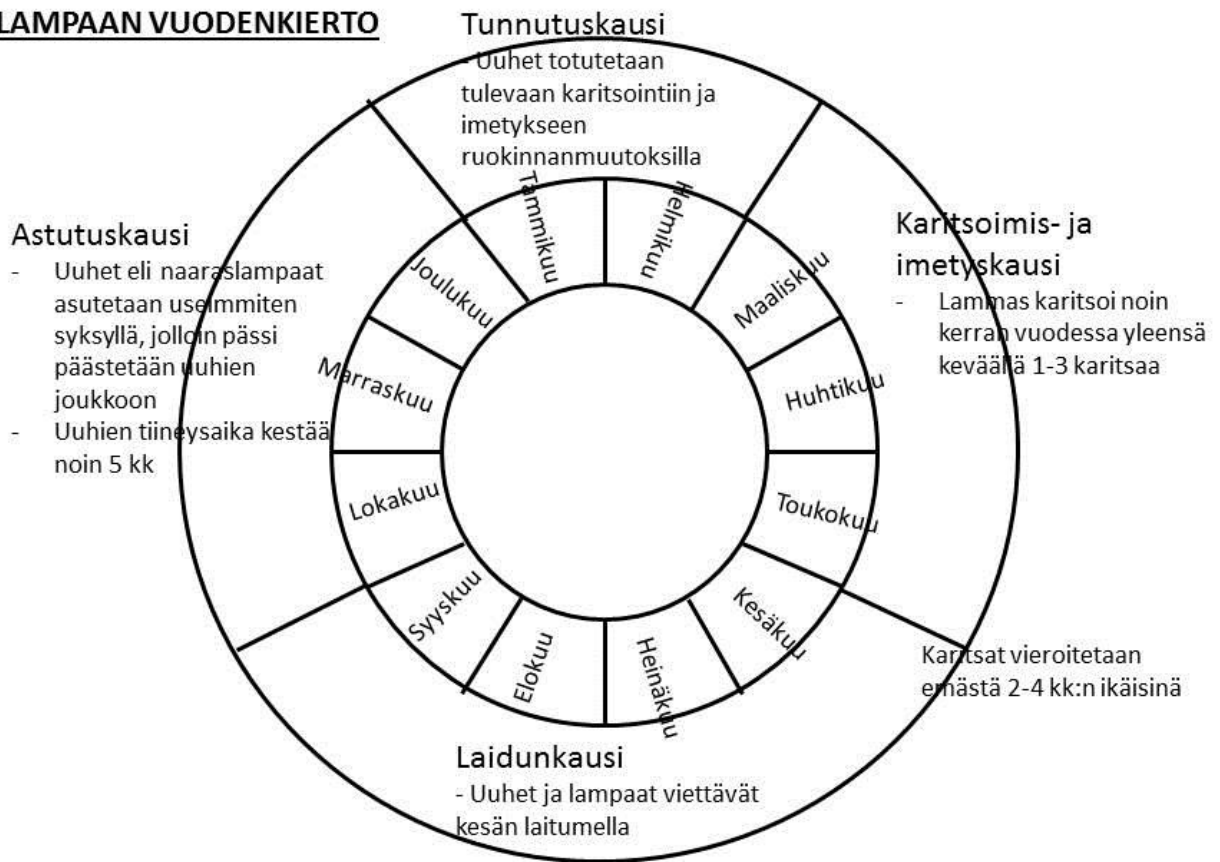 LAMPAAN VUODENKIERTO
Tunnutuskausi
- Uuhet totutetaan
tulevaan karitsointiin ja
imetykseen
ruokinnanmuutoksilla
Karitsoimis- ja
imetyskausi
- Lammas karitsoi noin
kerran vuodessa yleensä
keväällä 1-3 karitsaa
Karitsat vieroitetaan
emästä 2-4 kk:n ikäisinä
Laidunkausi
- Uuhet ja lampaat viettävät
kesän laitumella
Astutuskausi
- Uuhet eli naaraslampaat
asutetaan useimmiten
syksyllä, jolloin pässi
päästetään uuhien
joukkoon
- Uuhien tiineysaika kestää
noin 5 kk
Tammikuu
Helmikuu
Maaliskuu
Huhtikuu
Toukokuu
Kesäkuu
Heinäkuu
Elokuu
Syyskuu
Lokakuu
Marraskuu
Joulukuu